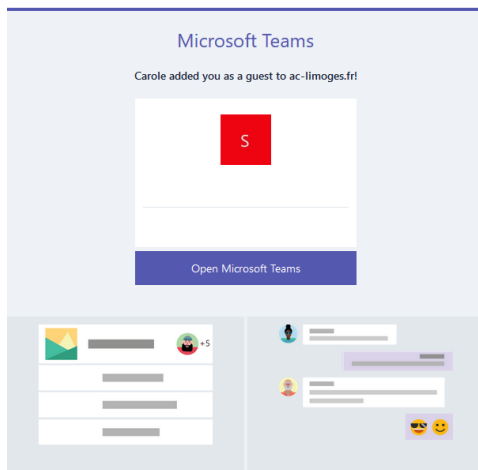 Microsoft Teams
Carole added you as a guest to ac-limoges.fr!
S
Open Microsoft Teams
+5